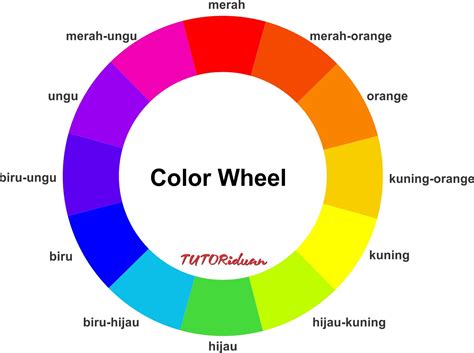 merah
merah-ungu
merah-orange
ungu
orange
biru-ungu
Color Wheel
kuning-orange
biru
TUTORiduan
kuning
biru-hijau
hijau-kuning
hijau